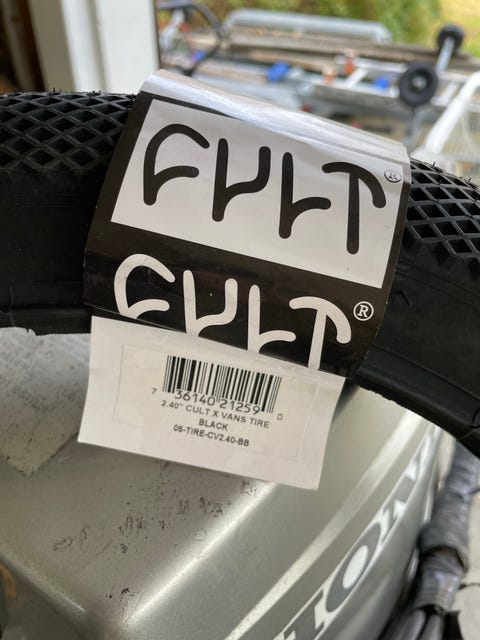 CULT®
CULT®
7 36140 21259 0
2.40" CULT X VANS TIRE
BLACK
05-TIRE-CV2.40-BB